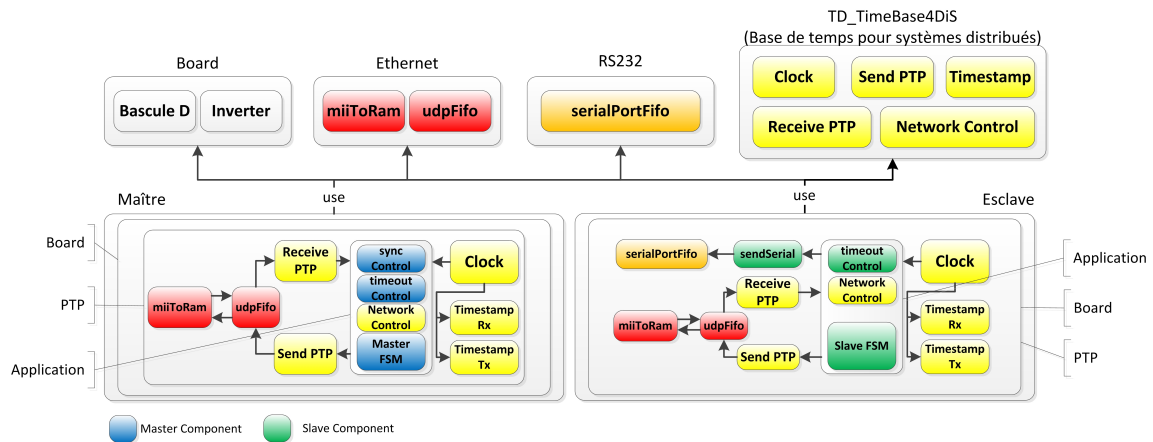 TD_TimeBase4DiS
(Base de temps pour systèmes distribués)
Board
Ethernet
RS232
Bascule D
Inverter
miiToRam
udpFifo
serialPortFifo
Clock
Send PTP
Timestamp
Receive PTP
Network Control
use
use
Maître
Esclave
Board
PTP
Application
Receive
PTP
sync
Control
Clock
timeout
Control
miiToRam
udpFifo
Network
Control
Timestamp
Rx
Send PTP
Master
FSM
Timestamp
Tx
serialPortFifo
sendSerial
timeout
Control
Clock
Receive
PTP
Network
Control
miiToRam
udpFifo
Timestamp
Rx
Send PTP
Slave FSM
Timestamp
Tx
Application
Board
PTP
Master Component
Slave Component